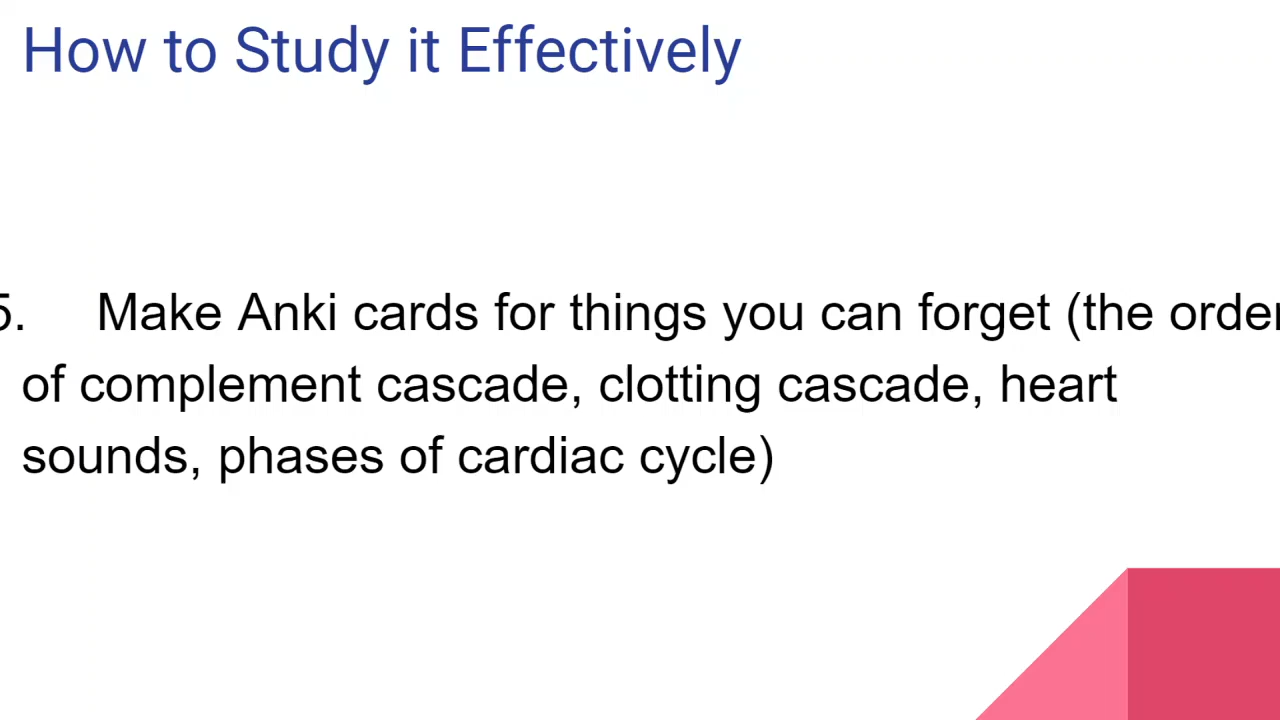 How to Study it Effectively
5. Make Anki cards for things you can forget (the order
of complement cascade, clotting cascade, heart
sounds, phases of cardiac cycle)